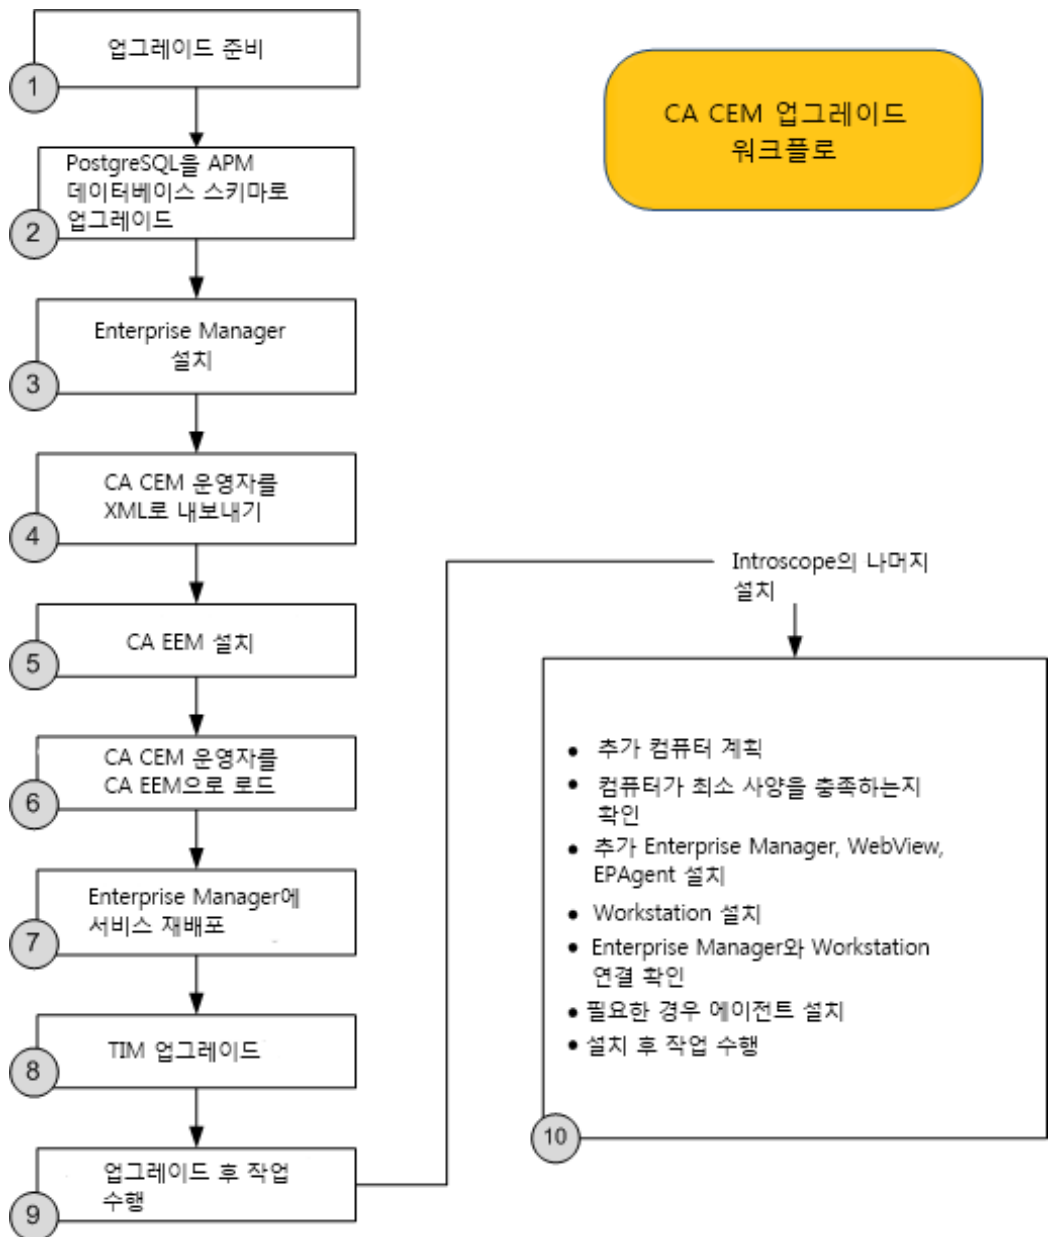 업그레이드 준비
1
PostgreSQL을 APM
데이터베이스 스키마로
업그레이드
2
Enterprise Manager
설치
3
CA CEM 운영자를
XML로 내보내기
4
CA EEM 설치
5
CA CEM 운영자를
CA EEM으로 로드
6
Enterprise Manager에
서비스 재배포
7
TIM 업그레이드
8
업그레이드 후 작업
수행
9
CA CEM 업그레이드
워크플로
Introscope의 나머지
설치
• 추가 컴퓨터 계획
• 컴퓨터가 최소 사양을 충족하는지
확인
• 추가 Enterprise Manager, WebView,
EPAgent 설치
• Workstation 설치
• Enterprise Manager와 Workstation
연결 확인
• 필요한 경우 에이전트 설치
• 설치 후 작업 수행
10